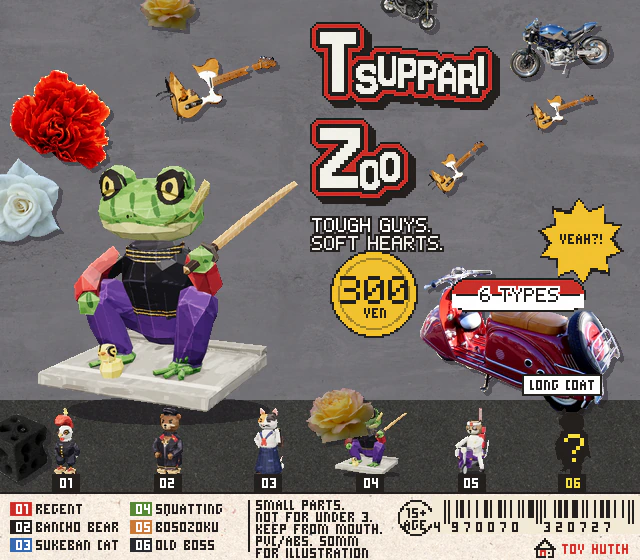 TSUPPARI
ZOO
TOUGH GUYS.
SOFT HEARTS.
300
YEN
YEAH?!
6 TYPES
LONG COAT
01
02
03
04
05
?
06
01 REGENT
02 BANCHO BEAR
03 SUKEBAN CAT
04 SQUATTING
05 BOSOZOKU
06 OLD BOSS
SMALL PARTS.
NOT FOR UNDER 3.
KEEP FROM MOUTH.
PVC/ABS. 50MM
FOR ILLUSTRATION
15+
AGE
4 970070 320727
TOY HUTCH